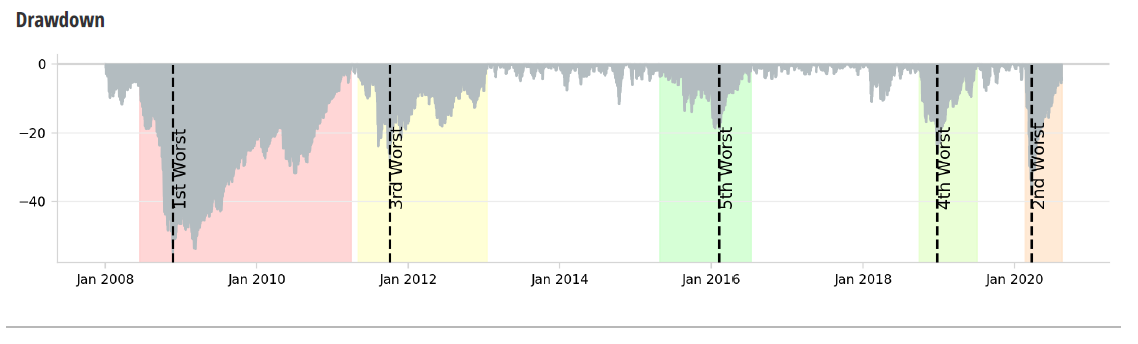 Drawdown
0
−20
−40
1st Worst
3rd Worst
5th Worst
4th Worst
2nd Worst
Jan 2008
Jan 2010
Jan 2012
Jan 2014
Jan 2016
Jan 2018
Jan 2020